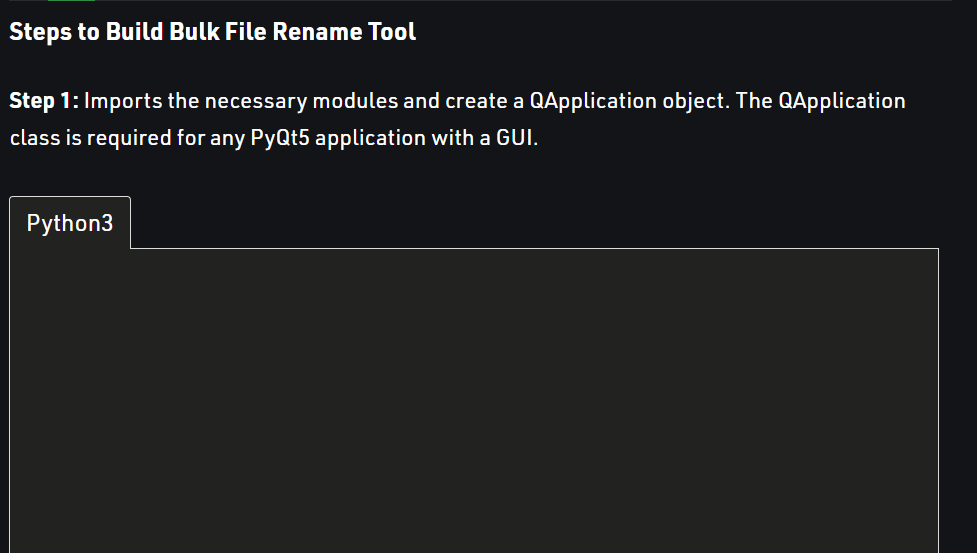 Steps to Build Bulk File Rename Tool
Step 1: Imports the necessary modules and create a QApplication object. The QApplication
class is required for any PyQt5 application with a GUI.
Python3